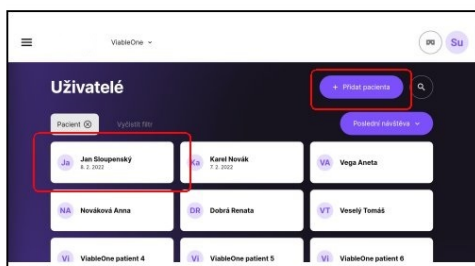 ViableOne
Su
Uživatelé
+ Přidat pacienta
Pacient
Vyčistit filtr
Poslední návštěva
Ja
Jan Sloupenský
8. 2. 2022
Ka
Karel Novák
7. 2. 2022
VA
Vega Aneta
NA
Nováková Anna
DR
Dobrá Renata
VT
Veselý Tomáš
Vi
ViableOne patient 4
Vi
ViableOne patient 5
Vi
ViableOne patient 6